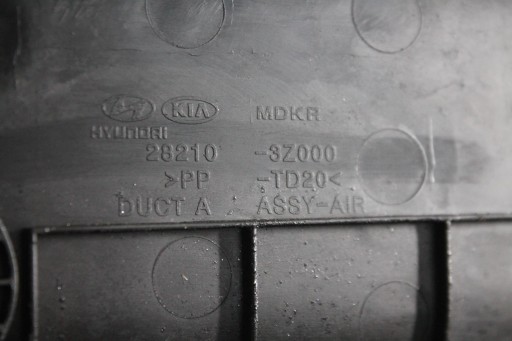 KIA MDKR
HYUNDAI
28210 -3Z000
>PP -TD20<
DUCT A ASSY-AIR